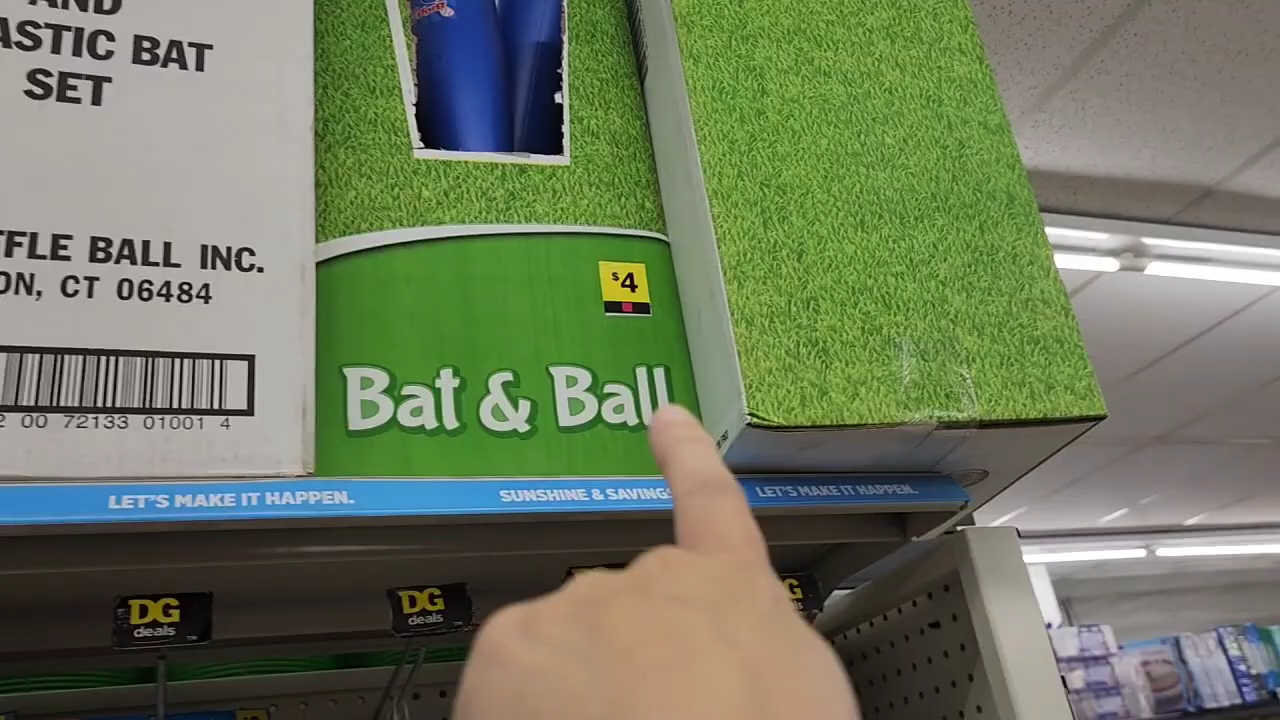 AND
ASTIC BAT
SET
FFLE BALL INC.
ON, CT 06484
2 00 72133 01001 4
$4
Bat & Ball
LET'S MAKE IT HAPPEN.
SUNSHINE & SAVINGS
LET'S MAKE IT HAPPEN.
DG
deals
DG
deals
G